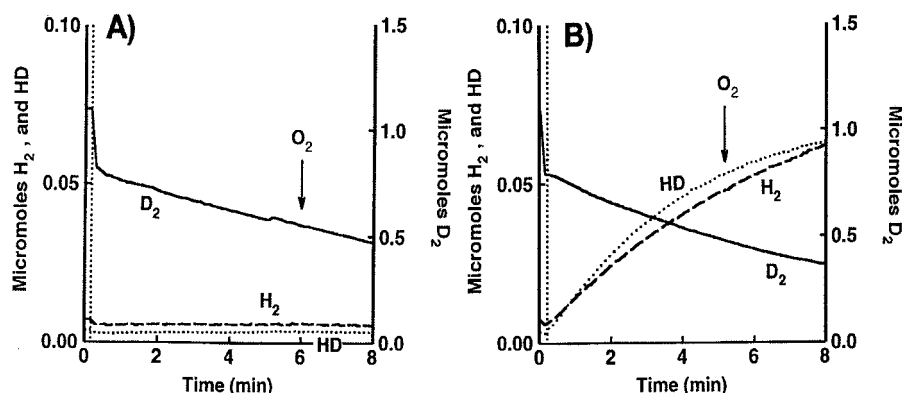 A)
0.10
0.05
0.00
Micromoles H2 , and HD
1.5
1.0
0.5
0.0
Micromoles D2
O2
D2
H2
HD
0 2 4 6 8
Time (min)
B)
0.10
0.05
0.00
Micromoles H2 , and HD
1.5
1.0
0.5
0.0
Micromoles D2
O2
HD
H2
D2
0 2 4 6 8
Time (min)